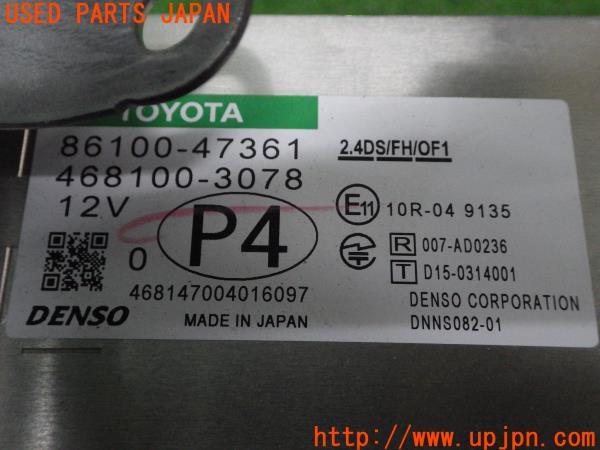 USED PARTS JAPAN
TOYOTA
86100-47361
2.4DS/FH/OF1
468100-3078
12V
E11 10R-04 9135
P4
0
R 007-AD0236
T D15-0314001
468147004016097
DENSO CORPORATION
DENSO
MADE IN JAPAN
DNNS082-01
http://www.upjpn.com